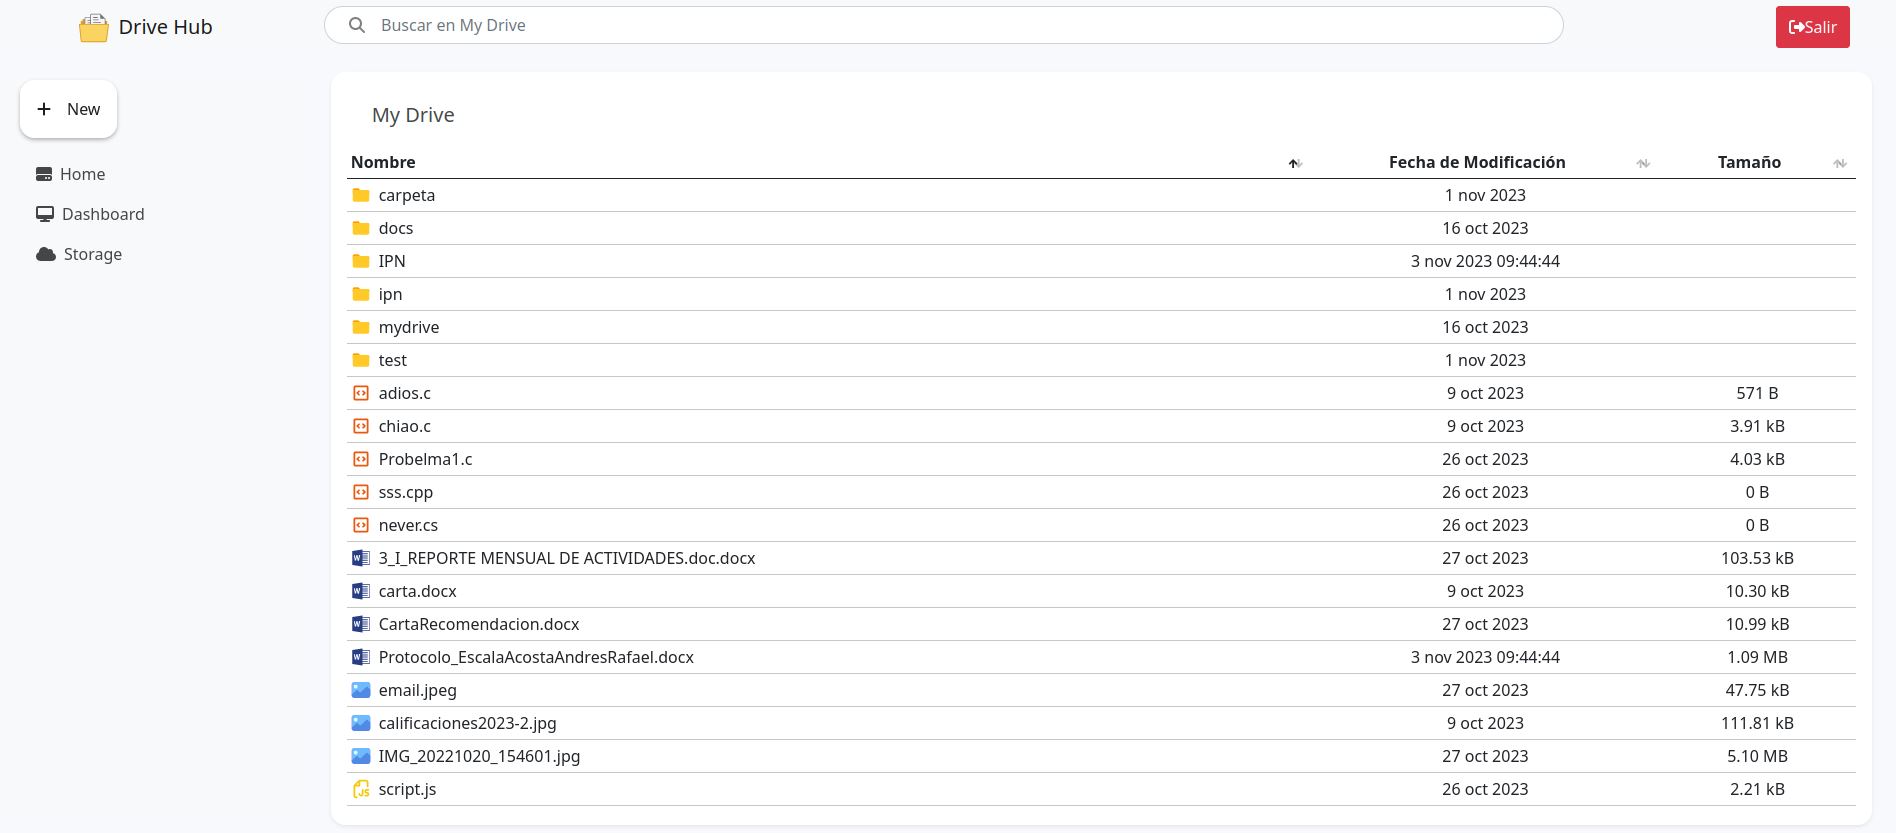 Drive Hub
Buscar en My Drive
Salir
New
Home
Dashboard
Storage
My Drive
Nombre Fecha de Modificación Tamaño
carpeta 1 nov 2023
docs 16 oct 2023
IPN 3 nov 2023 09:44:44
ipn 1 nov 2023
mydrive 16 oct 2023
test 1 nov 2023
adios.c 9 oct 2023 571 B
chiao.c 9 oct 2023 3.91 kB
Probelma1.c 26 oct 2023 4.03 kB
sss.cpp 26 oct 2023 0 B
never.cs 26 oct 2023 0 B
3_I_REPORTE MENSUAL DE ACTIVIDADES.doc.docx 27 oct 2023 103.53 kB
carta.docx 9 oct 2023 10.30 kB
CartaRecomendacion.docx 27 oct 2023 10.99 kB
Protocolo_EscalaAcostaAndresRafael.docx 3 nov 2023 09:44:44 1.09 MB
email.jpeg 27 oct 2023 47.75 kB
calificaciones2023-2.jpg 9 oct 2023 111.81 kB
IMG_20221020_154601.jpg 27 oct 2023 5.10 MB
script.js 26 oct 2023 2.21 kB